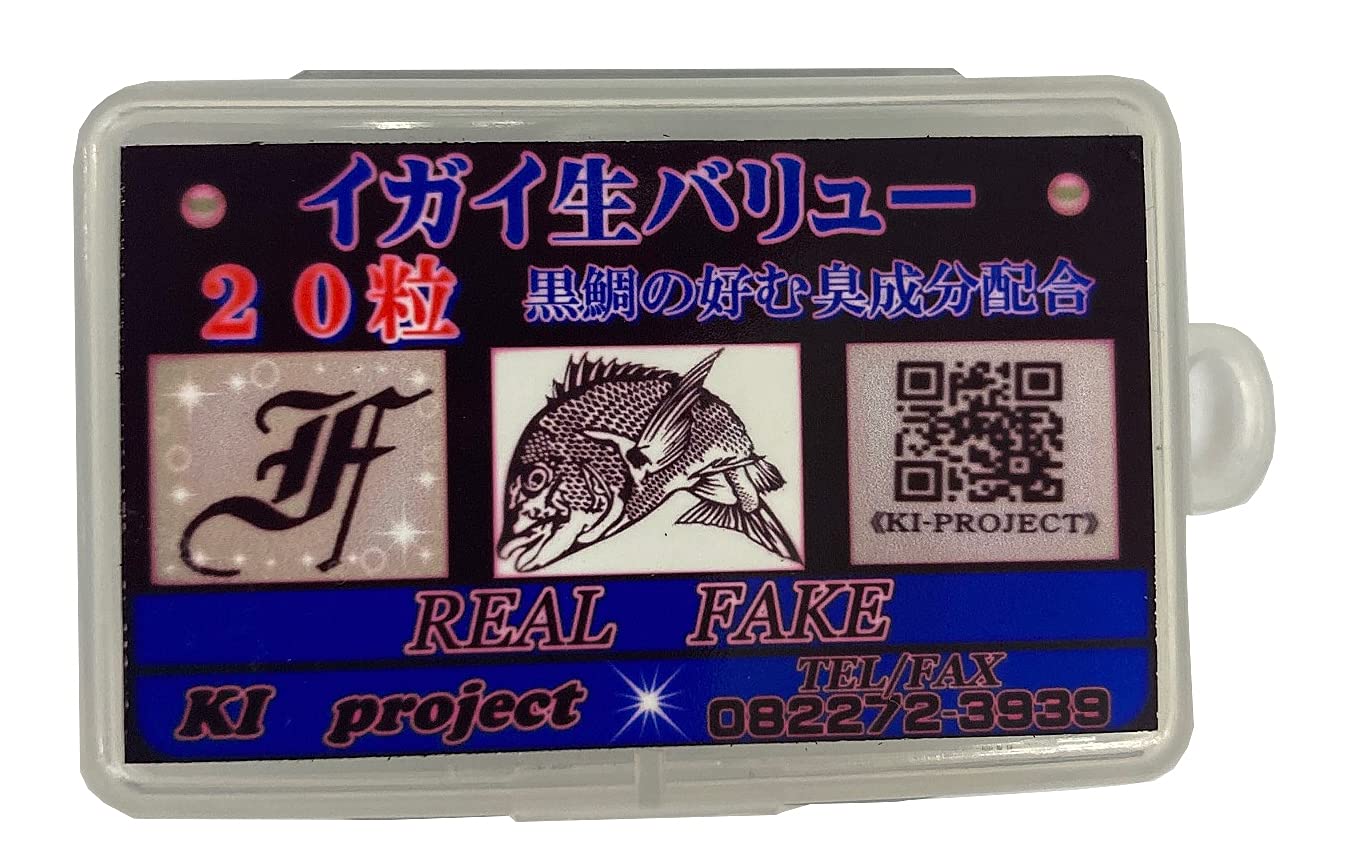 イガイ生バリュー
20粒 黒鯛の好む臭成分配合
F
《KI-PROJECT》
REAL FAKE
TEL/FAX
KI project 082272-3939